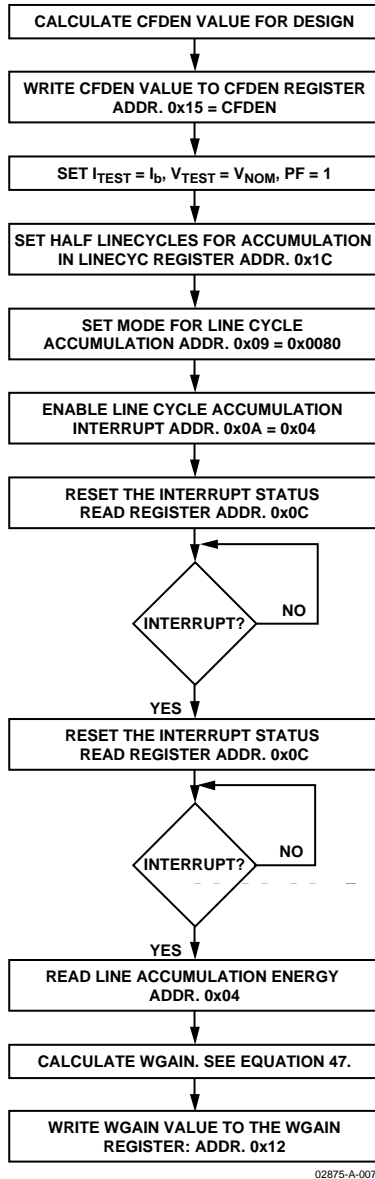 CALCULATE CFDEN VALUE FOR DESIGN
WRITE CFDEN VALUE TO CFDEN REGISTER
ADDR. 0x15 = CFDEN
SET ITEST = Ib, VTEST = VNOM, PF = 1
SET HALF LINECYCLES FOR ACCUMULATION
IN LINECYC REGISTER ADDR. 0x1C
SET MODE FOR LINE CYCLE
ACCUMULATION ADDR. 0x09 = 0x0080
ENABLE LINE CYCLE ACCUMULATION
INTERRUPT ADDR. 0x0A = 0x04
RESET THE INTERRUPT STATUS
READ REGISTER ADDR. 0x0C
INTERRUPT?
NO
YES
RESET THE INTERRUPT STATUS
READ REGISTER ADDR. 0x0C
INTERRUPT?
NO
YES
READ LINE ACCUMULATION ENERGY
ADDR. 0x04
CALCULATE WGAIN. SEE EQUATION 47.
WRITE WGAIN VALUE TO THE WGAIN
REGISTER: ADDR. 0x12
02875-A-007